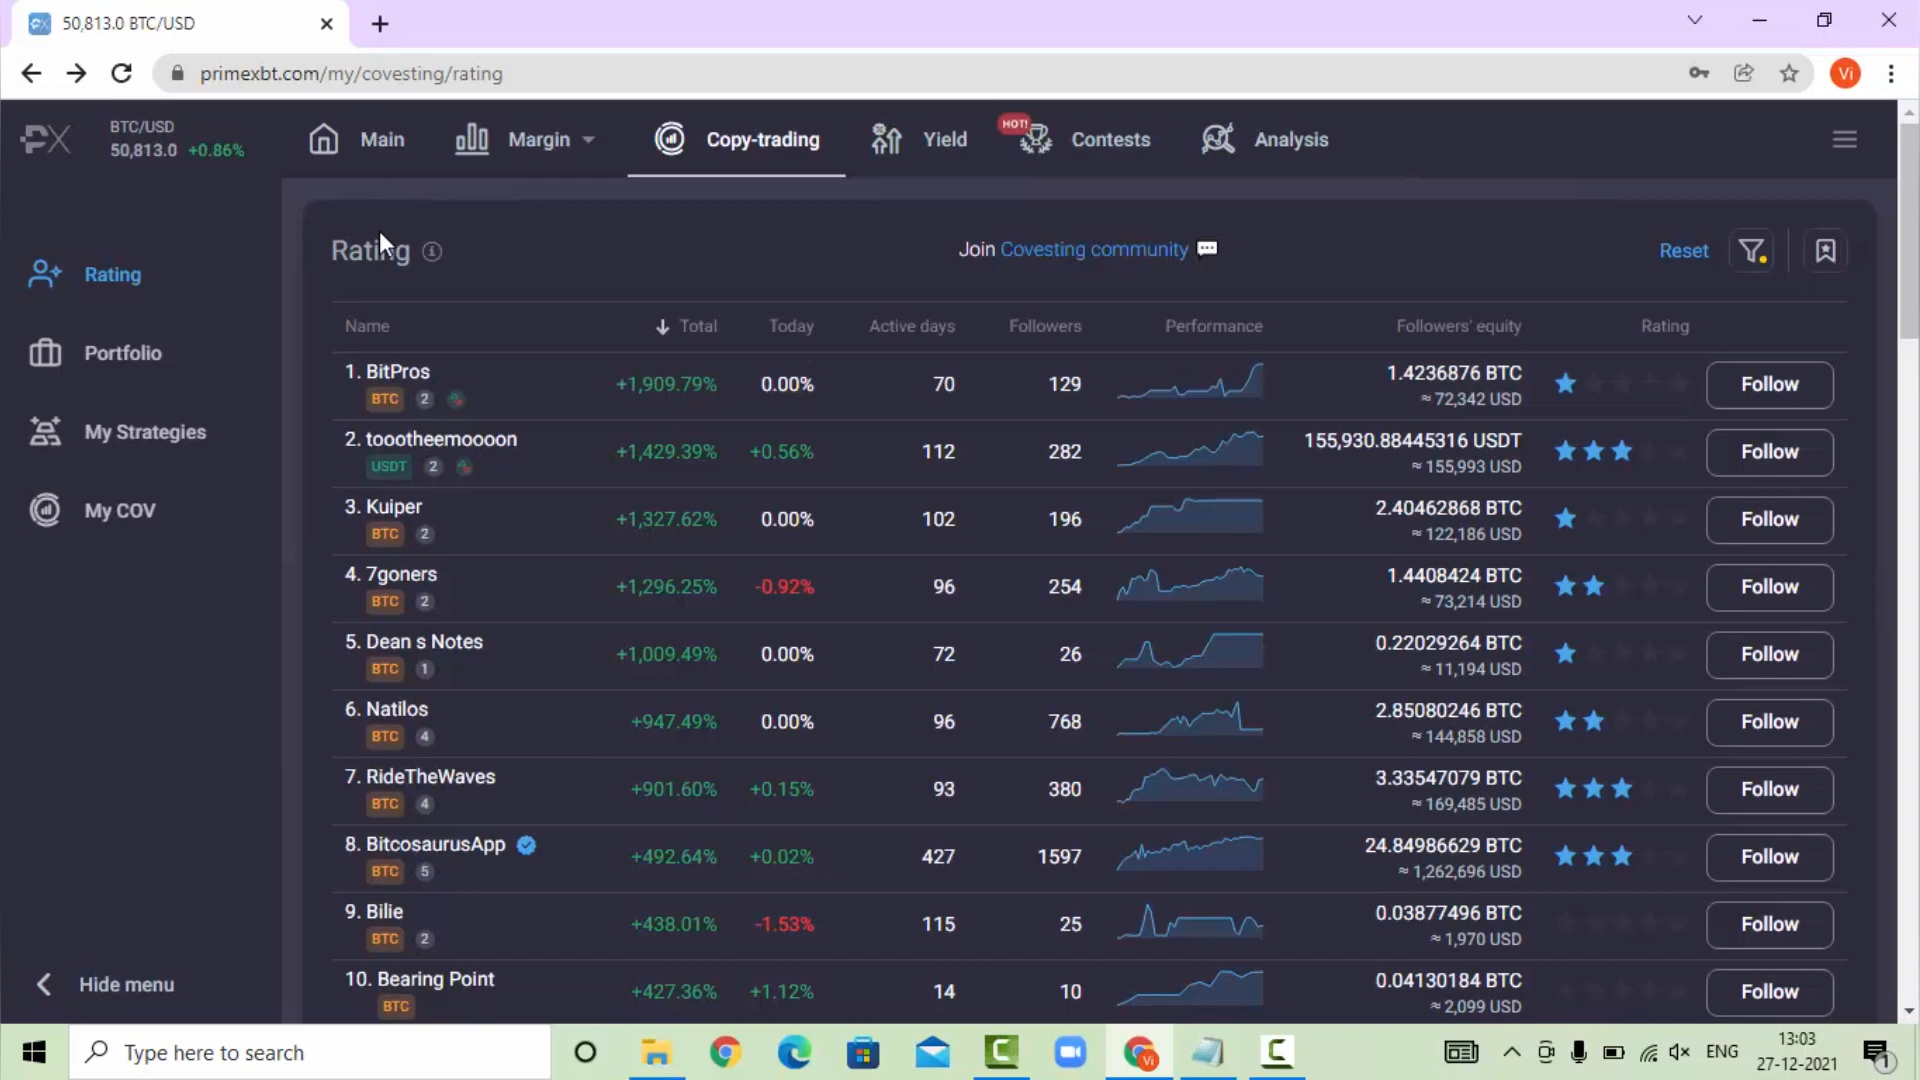 50,813.0 BTC/USD
primexbt.com/my/covesting/rating
Vi
PX
BTC/USD
50,813.0 +0.86%
Main
Margin
Copy-trading
Yield
HOT!
Contests
Analysis
Rating
Portfolio
My Strategies
My COV
Hide menu
Rating
Join Covesting community
Reset
Name Total Today Active days Followers Performance Followers' equity Rating
1. BitPros +1,909.79% 0.00% 70 129 1.4236876 BTC Follow
BTC 2 ≈ 72,342 USD
2. toootheemoooon +1,429.39% +0.56% 112 282 155,930.88445316 USDT Follow
USDT 2 ≈ 155,993 USD
3. Kuiper +1,327.62% 0.00% 102 196 2.40462868 BTC Follow
BTC 2 ≈ 122,186 USD
4. 7goners +1,296.25% -0.92% 96 254 1.4408424 BTC Follow
BTC 2 ≈ 73,214 USD
5. Dean s Notes +1,009.49% 0.00% 72 26 0.22029264 BTC Follow
BTC 1 ≈ 11,194 USD
6. Natilos +947.49% 0.00% 96 768 2.85080246 BTC Follow
BTC 4 ≈ 144,858 USD
7. RideTheWaves +901.60% +0.15% 93 380 3.33547079 BTC Follow
BTC 4 ≈ 169,485 USD
8. BitcosaurusApp +492.64% +0.02% 427 1597 24.84986629 BTC Follow
BTC 5 ≈ 1,262,696 USD
9. Bilie +438.01% -1.53% 115 25 0.03877496 BTC Follow
BTC 2 ≈ 1,970 USD
10. Bearing Point +427.36% +1.12% 14 10 0.04130184 BTC Follow
BTC ≈ 2,099 USD
Type here to search
Vi
ENG
13:03
27-12-2021
1